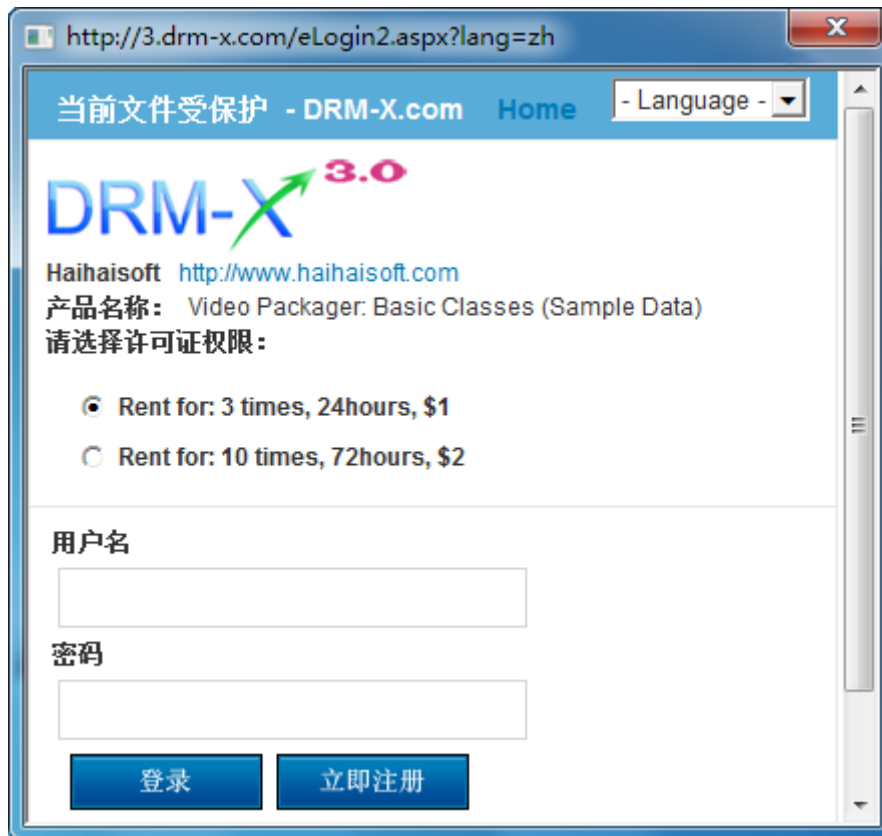 http://3.drm-x.com/eLogin2.aspx?lang=zh
当前文件受保护 - DRM-X.com Home - Language -
DRM-X 3.0
Haihaisoft http://www.haihaisoft.com
产品名称： Video Packager: Basic Classes (Sample Data)
请选择许可证权限：
Rent for: 3 times, 24hours, $1
Rent for: 10 times, 72hours, $2
用户名
密码
登录 立即注册